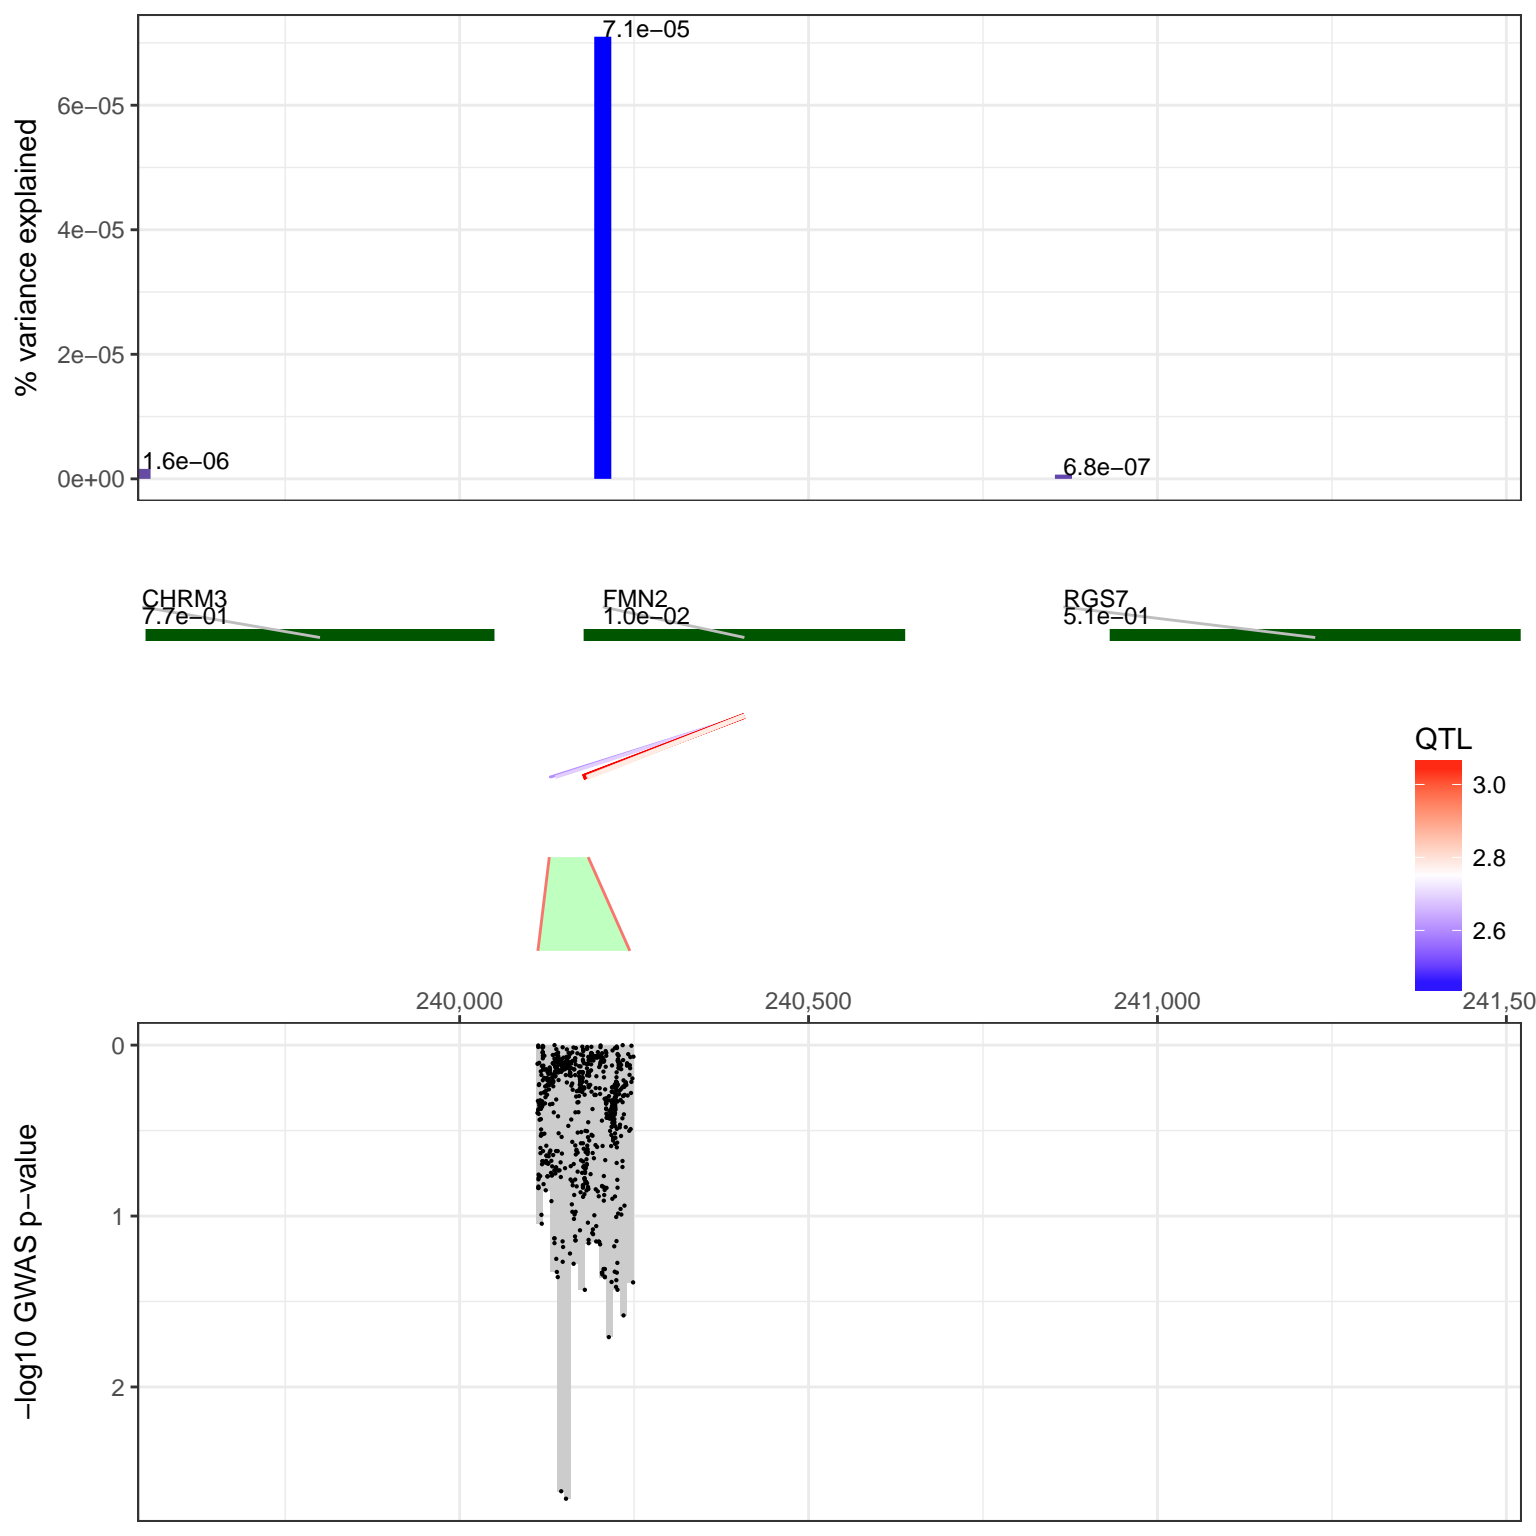 7.1e−05
6e−05
4e−05
2e−05
0e+00
% variance explained
1.6e−06
6.8e−07
CHRM3
7.7e−01
FMN2
1.0e−02
RGS7
5.1e−01
QTL
3.0
2.8
2.6
240,000 240,500 241,000 241,50
0
1
2
−log10 GWAS p−value